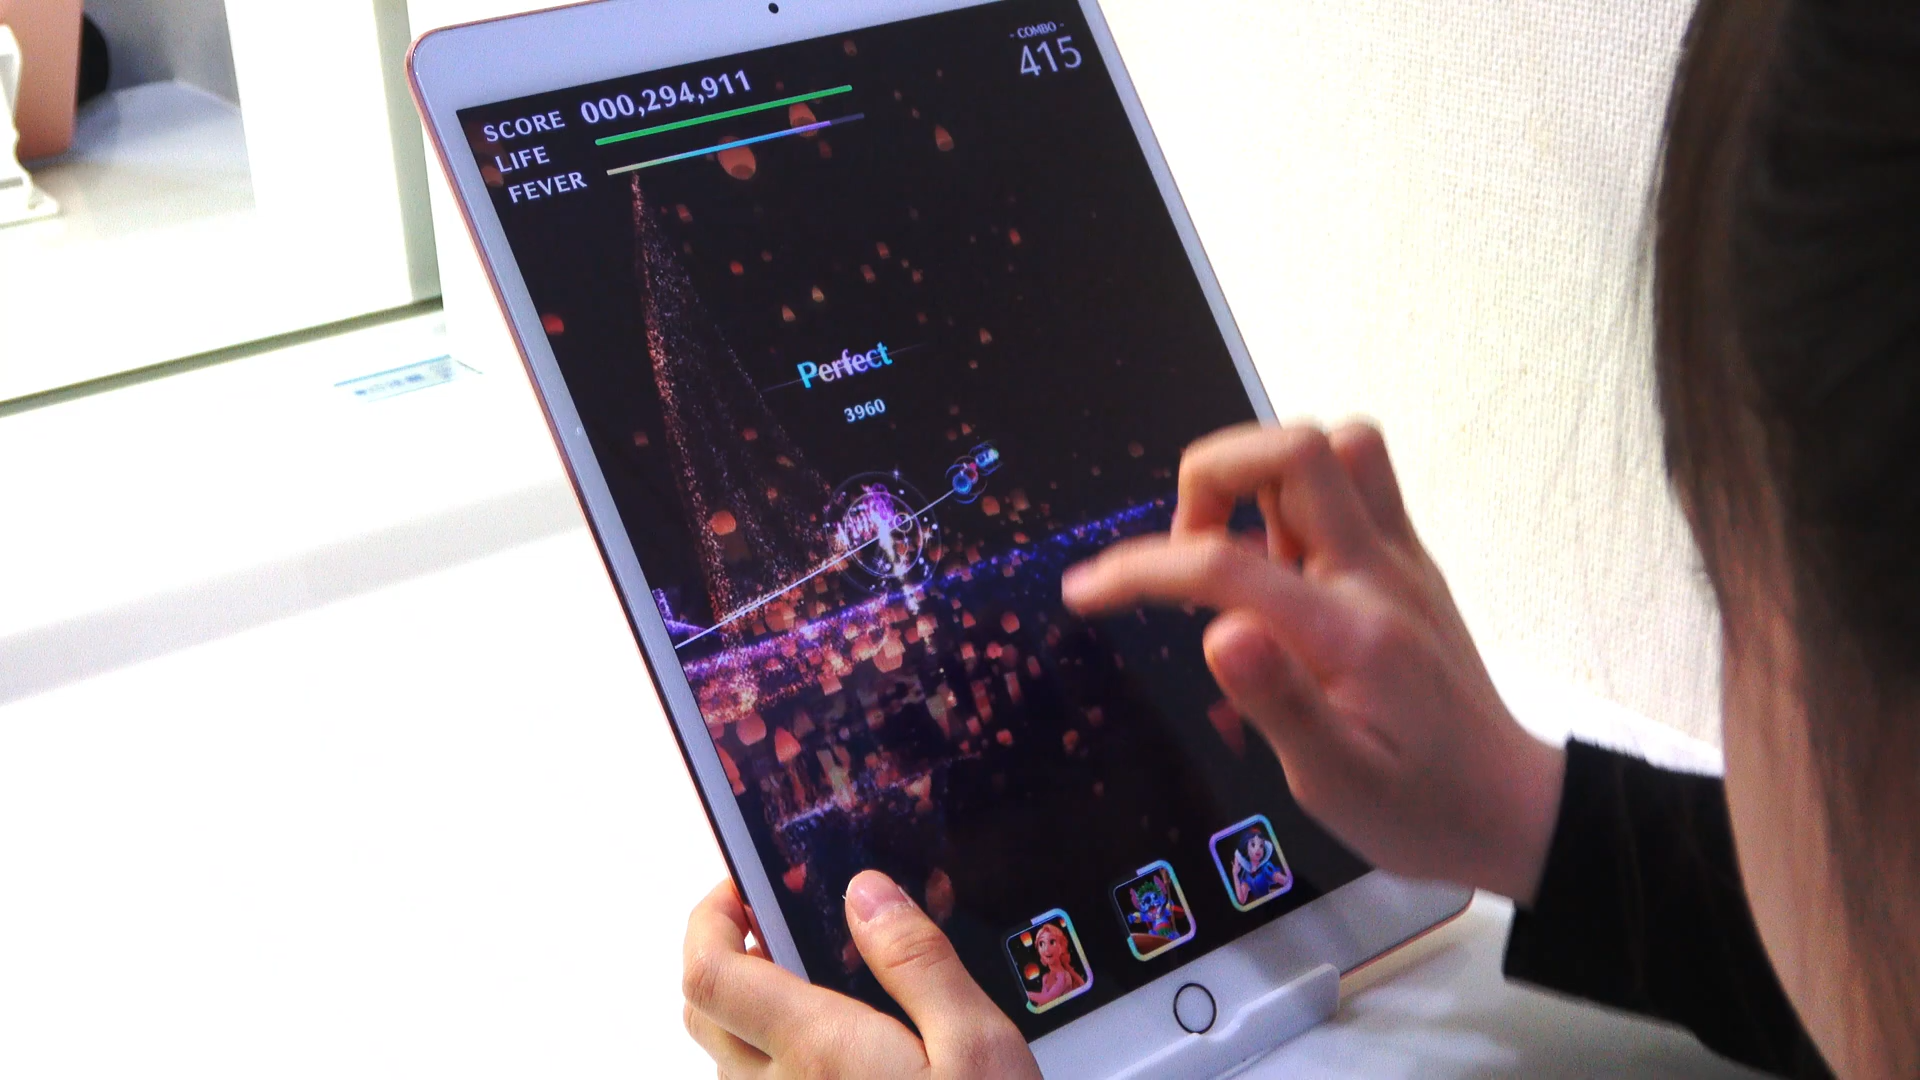 SCORE 000,294,911
LIFE
FEVER
- COMBO -
415
Perfect
3960